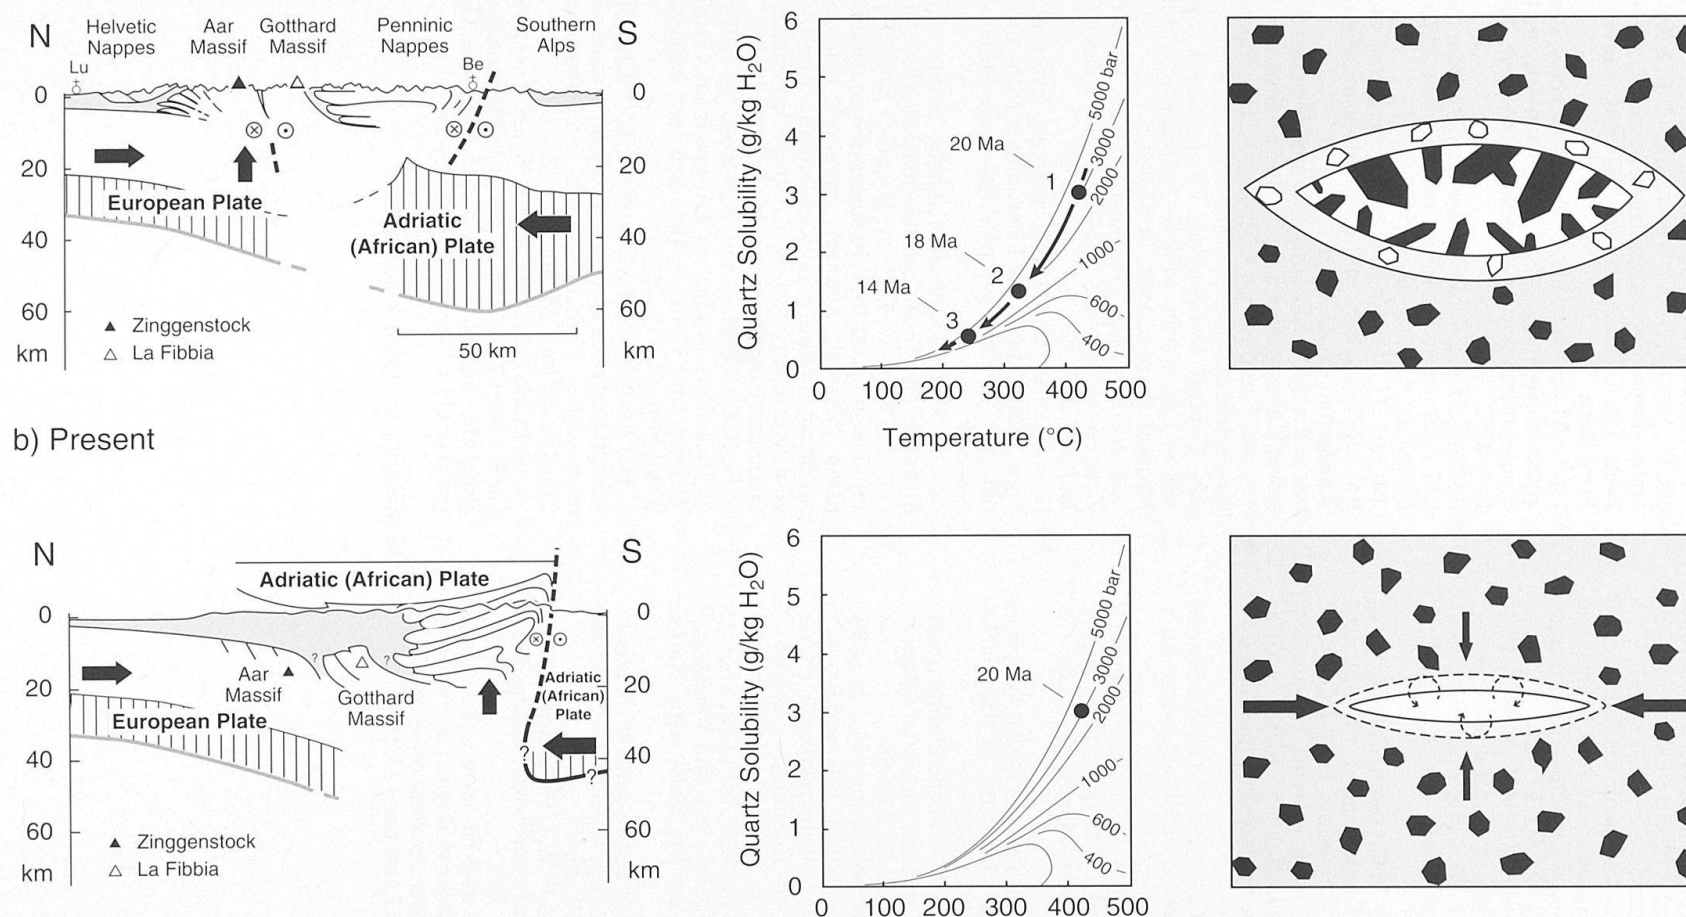 N
Helvetic
Nappes
Aar
Massif
Gotthard
Massif
Penninic
Nappes
Southern
Alps
S
Lu
Be
0
20
40
60
km
0
20
40
60
km
European Plate
Adriatic
(African) Plate
Zinggenstock
La Fibbia
50 km
Quartz Solubility (g/kg H₂O)
6
5
4
3
2
1
0
20 Ma
1
18 Ma
2
14 Ma
3
5000 bar
3000
2000
1000
600
400
0 100 200 300 400 500
Temperature (°C)
b) Present
N
S
Adriatic (African) Plate
0
20
40
60
km
0
20
40
60
km
?
?
Aar
Massif
Gotthard
Massif
Adriatic
(African)
Plate
European Plate
?
?
Zinggenstock
La Fibbia
Quartz Solubility (g/kg H₂O)
6
5
4
3
2
1
0
20 Ma
5000 bar
3000
2000
1000
600
400
0 100 200 300 400 500